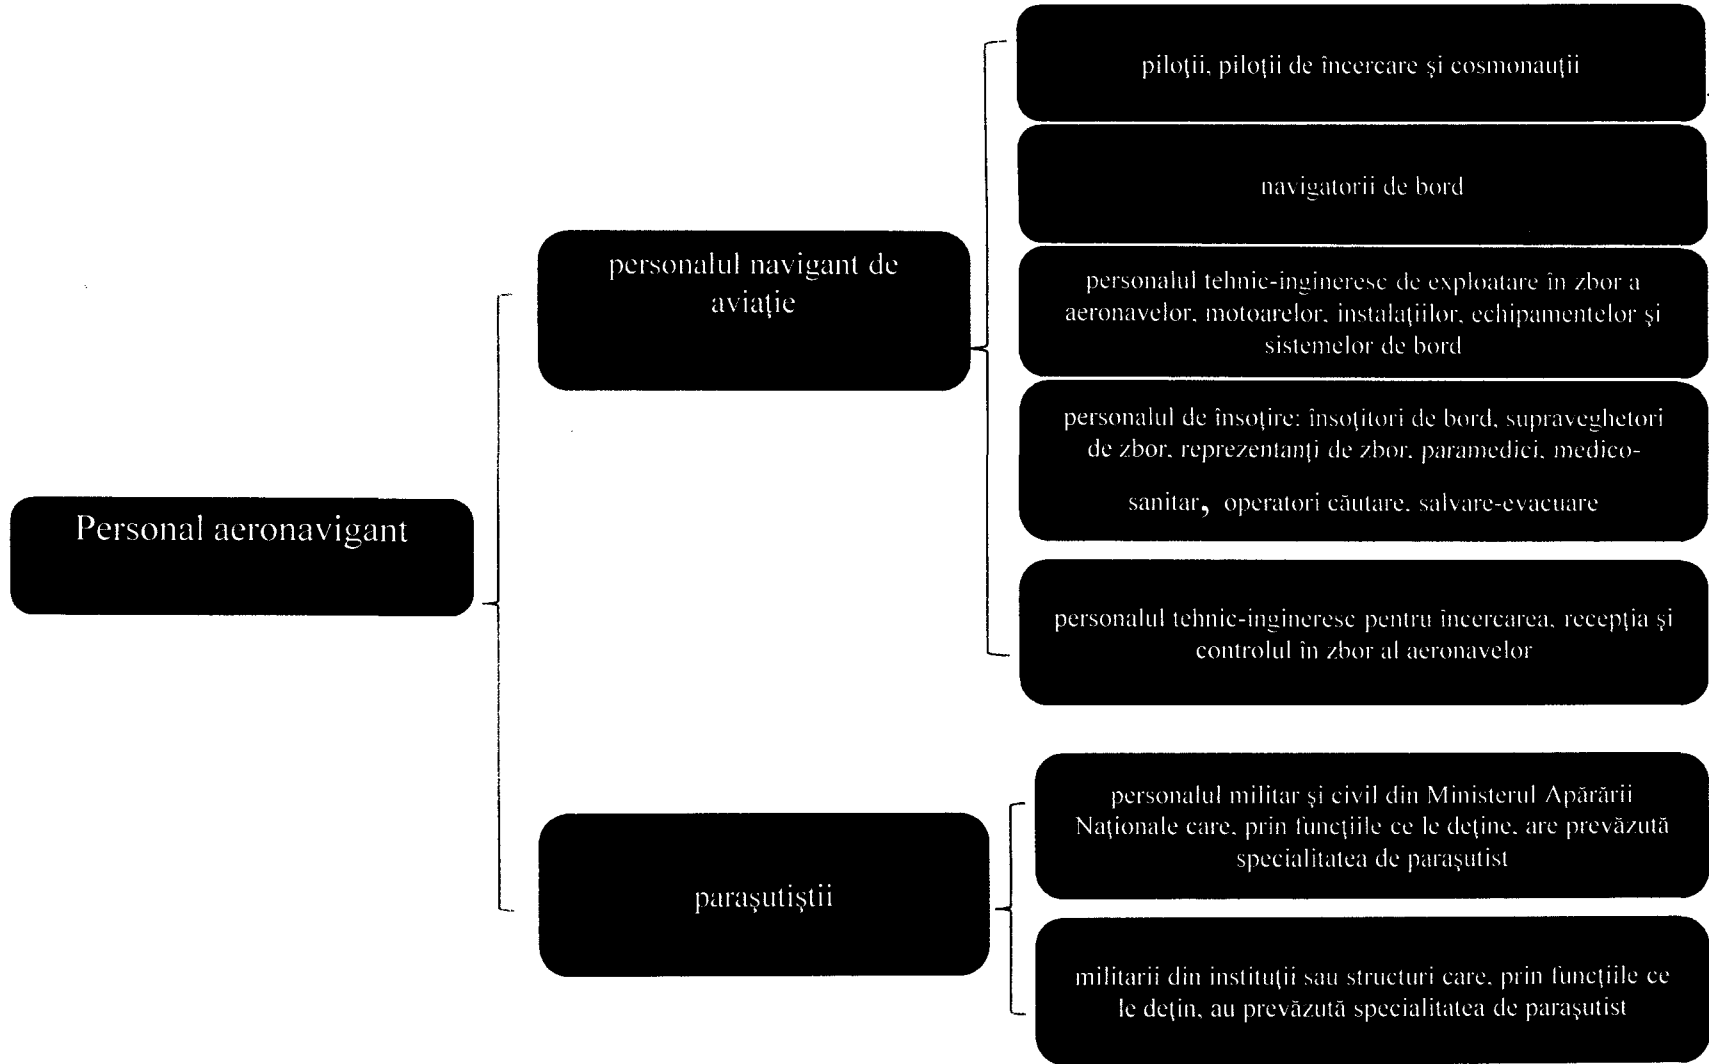 Personal aeronavigant
personalul navigant de
aviaţie
piloţii, piloţii de încercare şi cosmonauţii
navigatorii de bord
personalul tehnic-ingineresc de exploatare în zbor a
aeronavelor, motoarelor, instalaţiilor, echipamentelor şi
sistemelor de bord
personalul de însoţire: însoţitori de bord, supraveghetori
de zbor, reprezentanţi de zbor, paramedici, medico-
sanitar, operatori căutare, salvare-evacuare
personalul tehnic-ingineresc pentru încercarea, recepţia şi
controlul în zbor al aeronavelor
paraşutiştii
personalul militar şi civil din Ministerul Apărării
Naţionale care, prin funcţiile ce le deţine, are prevăzută
specialitatea de paraşutist
militarii din instituţii sau structuri care, prin funcţiile ce
le deţin, au prevăzută specialitatea de paraşutist